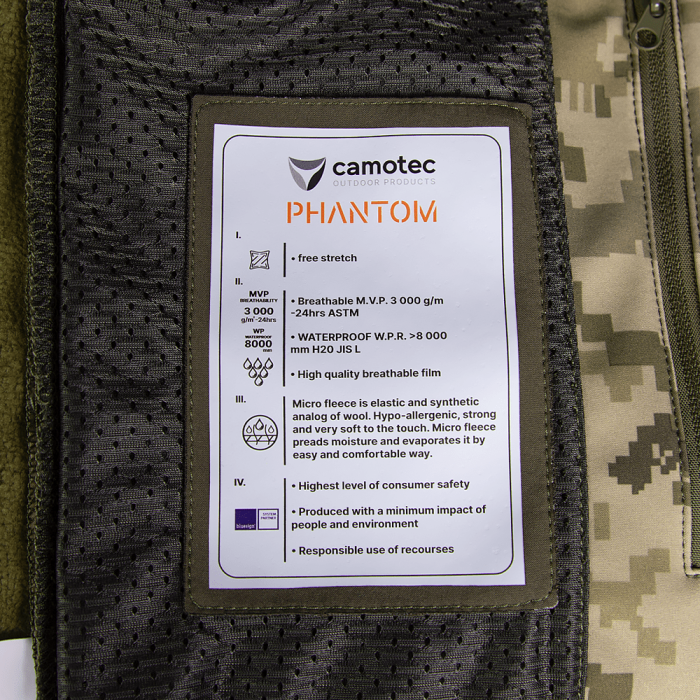 camotec
OUTDOOR PRODUCTS
PHANTOM
I.
• free stretch
II.
MVP
BREATHABILITY
3 000
g/m²-24hrs
• Breathable M.V.P. 3 000 g/m
-24hrs ASTM
WP
WATERPROOF
8000
• WATERPROOF W.P.R. >8 000
mm H20 JIS L
• High quality breathable film
III.
Micro fleece is elastic and synthetic
analog of wool. Hypo-allergenic, strong
and very soft to the touch. Micro fleece
preads moisture and evaporates it by
easy and comfortable way.
IV.
• Highest level of consumer safety
bluesign
SYSTEM
PARTNER
• Produced with a minimum impact of
people and environment
• Responsible use of recourses